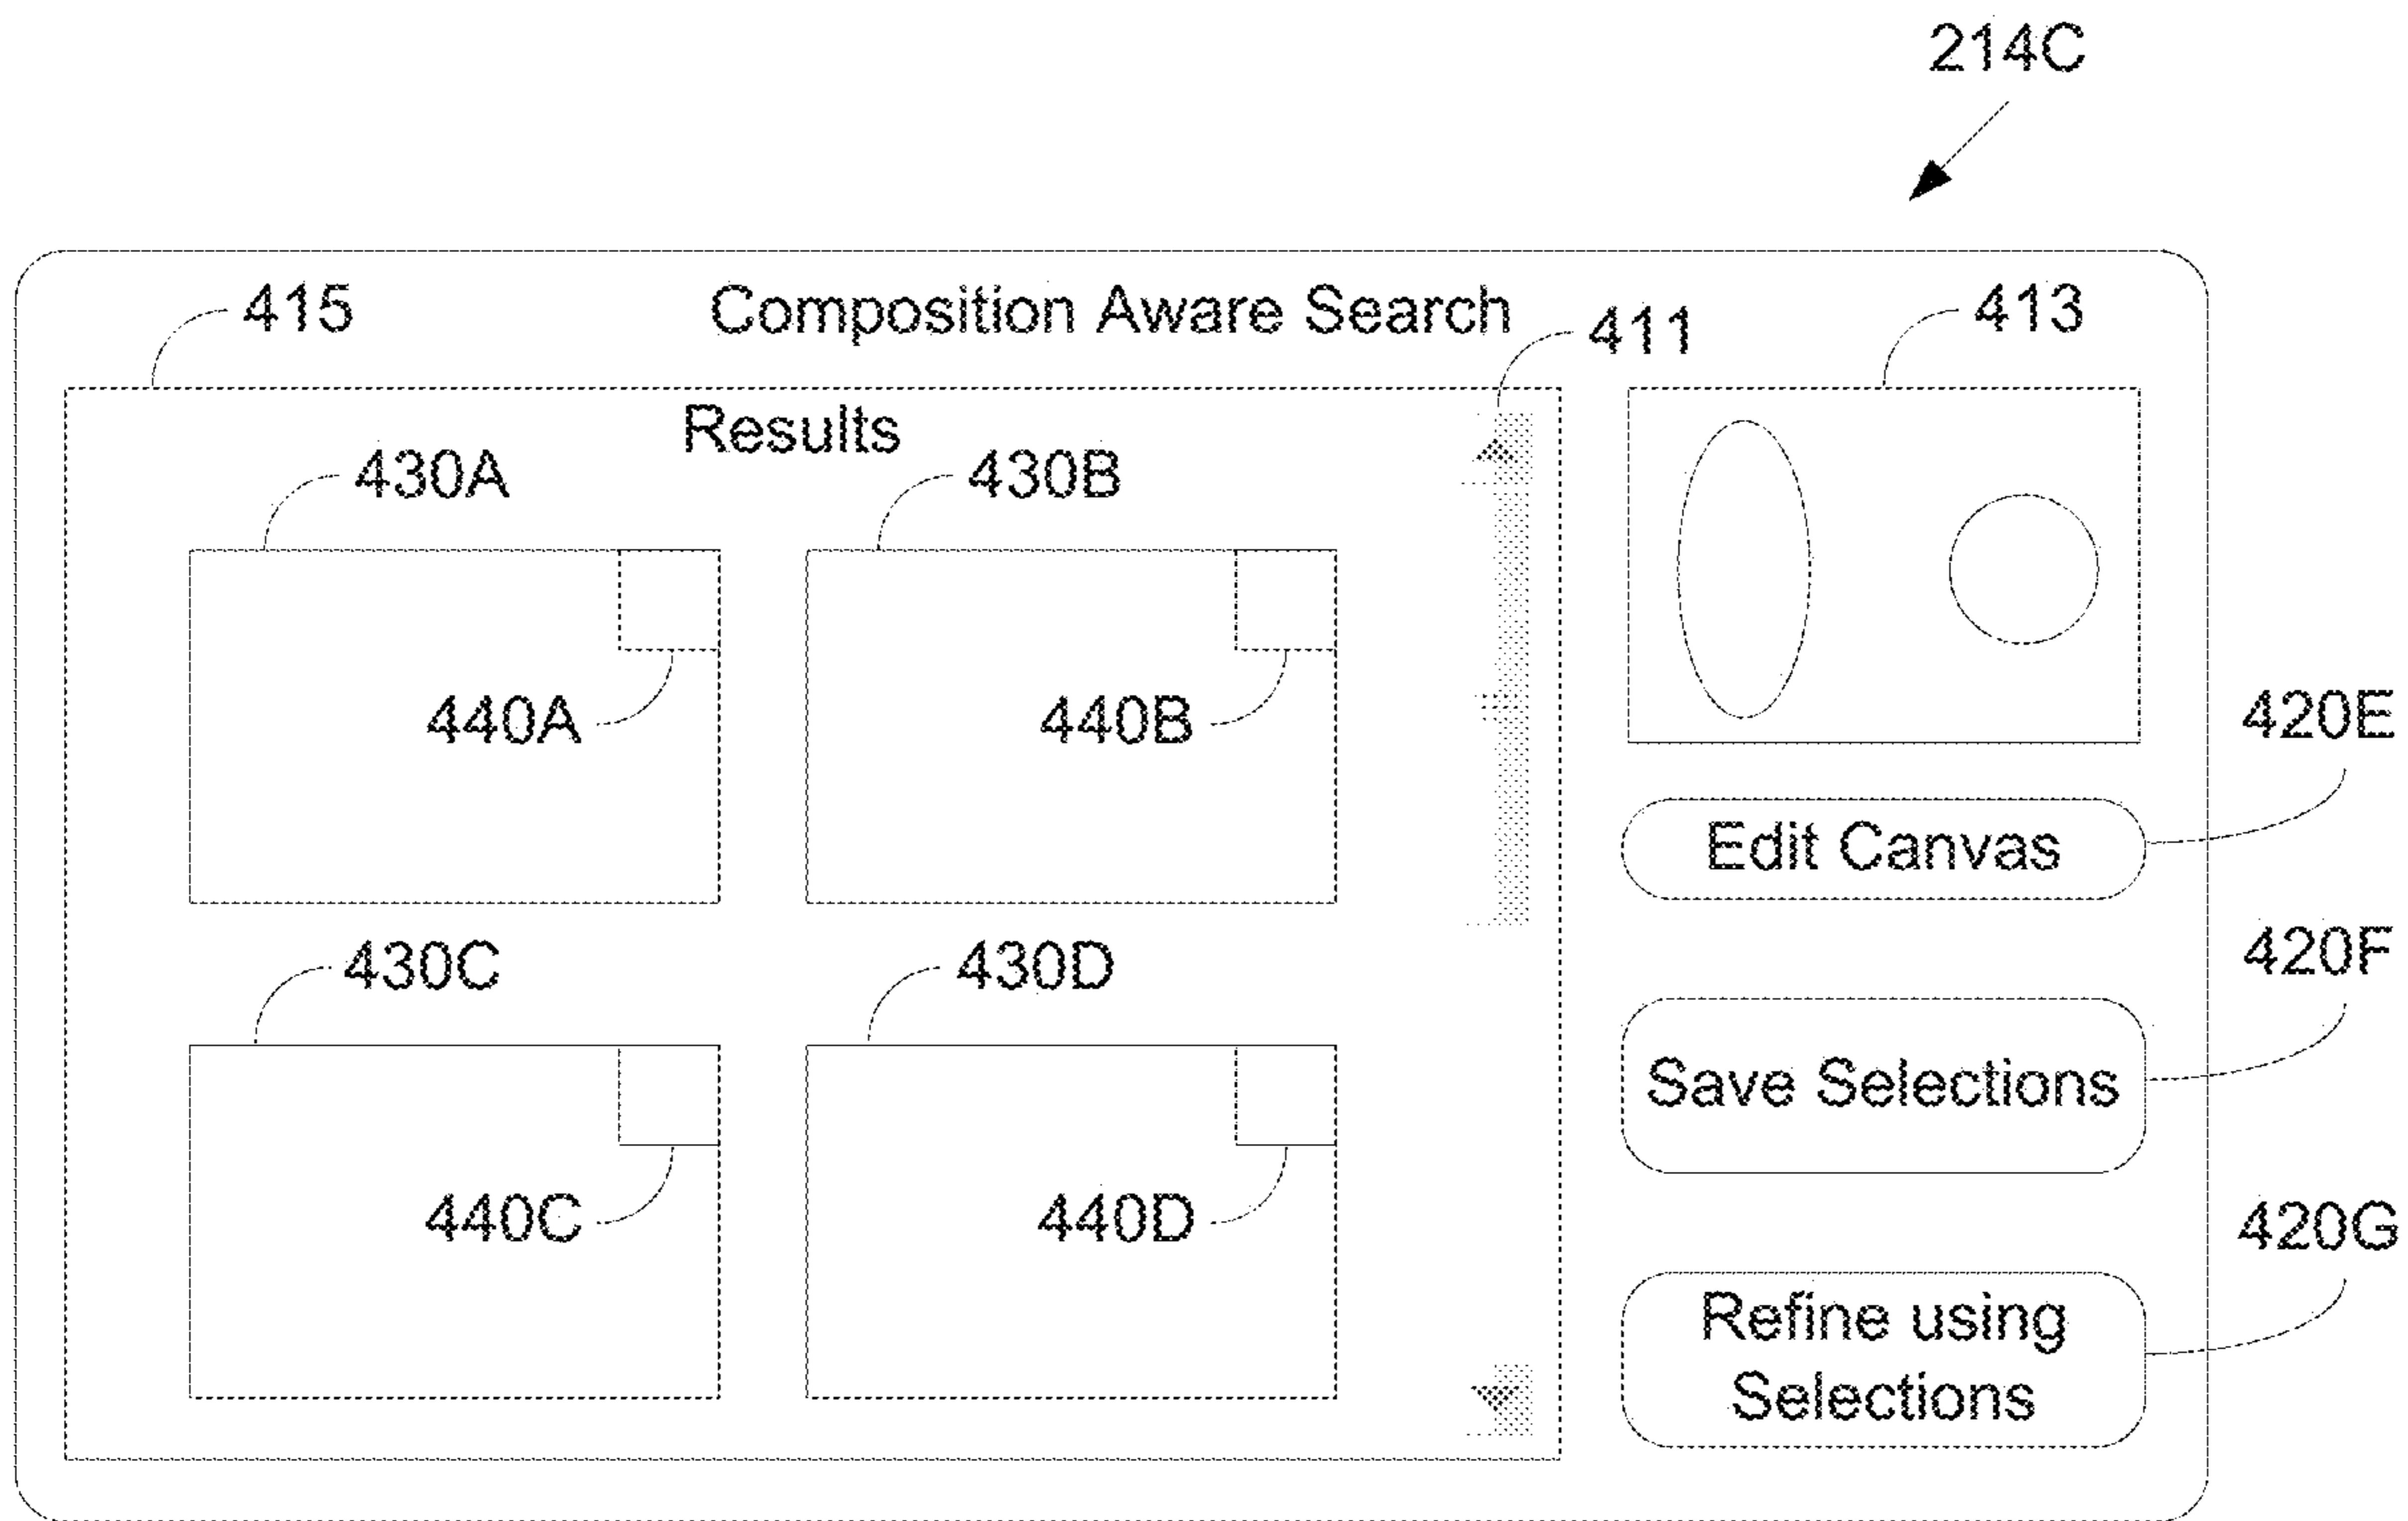 214C
415
Composition Aware Search
411
413
Results
430A
430B
440A
440B
420E
Edit Canvas
430C
430D
420F
Save Selections
440C
440D
420G
Refine using
Selections